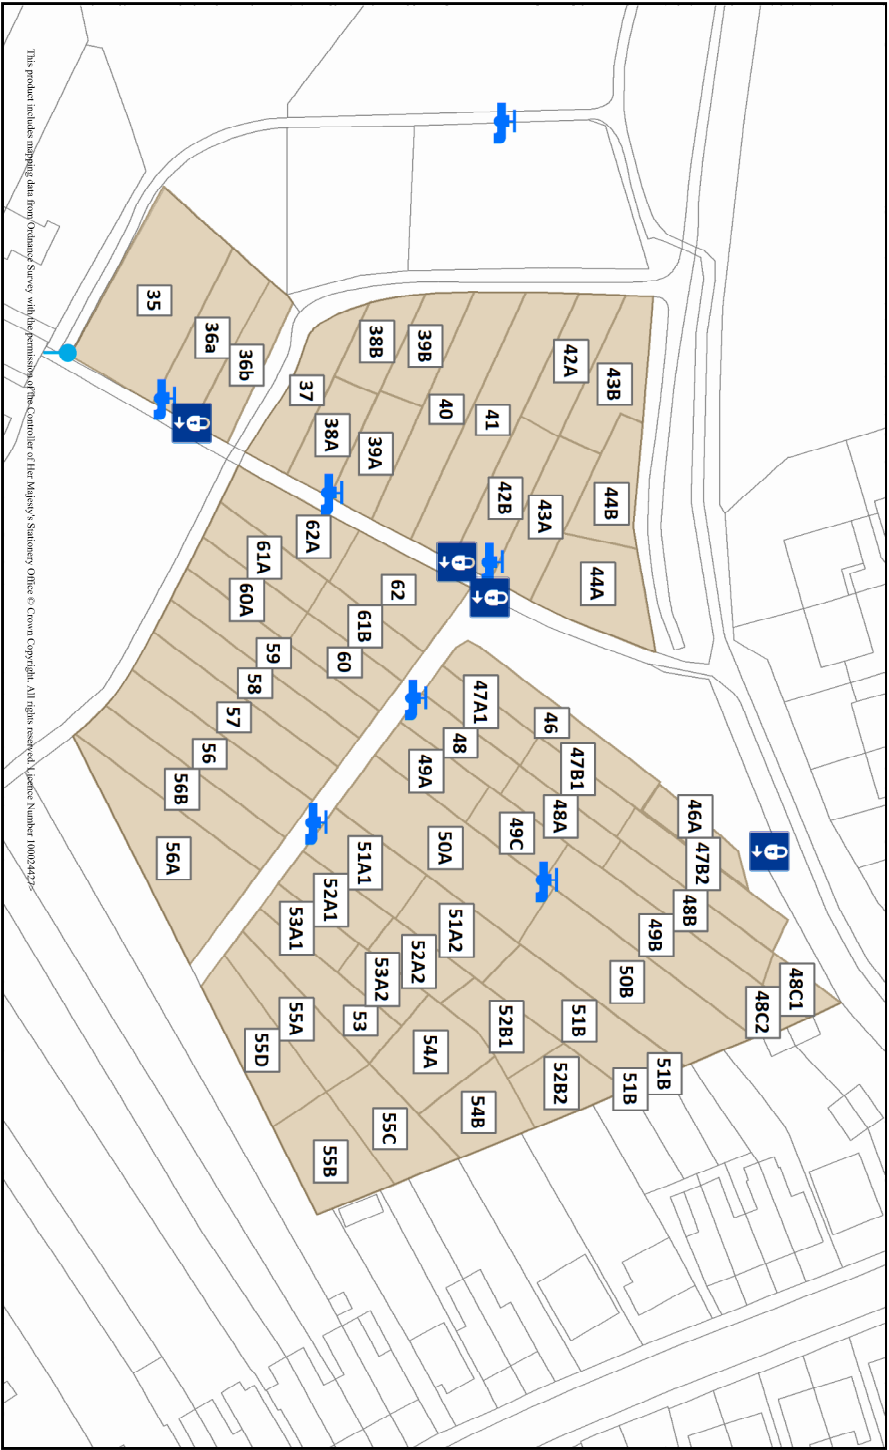 35
36a
36b
37
38B
39B
38A
39A
40
41
42A
43B
42B
43A
44B
44A
62A
61A
60A
62
61B
60
59
58
57
56
56B
56A
47A1
48
49A
46
47B1
48A
49C
50A
46A
47B2
48B
49B
50B
48C1
48C2
51A1
52A1
53A1
51A2
52A2
53A2
53
52B1
51B
51B
51B
52B2
54A
54B
55A
55D
55C
55B
This product includes mapping data from Ordnance Survey with the permission of the Controller of Her Majesty's Stationery Office © Crown Copyright. All rights reserved. Licence Number 100024427>